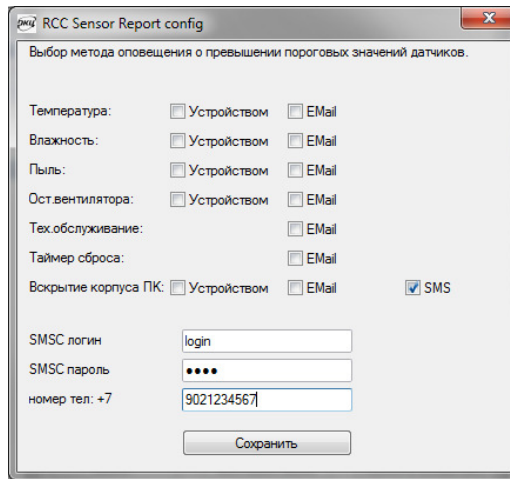 RCC Sensor Report config
Выбор метода оповещения о превышении пороговых значений датчиков.
Температура: Устройством EMail
Влажность: Устройством EMail
Пыль: Устройством EMail
Ост.вентилятора: Устройством EMail
Тех.обслуживание: EMail
Таймер сброса: EMail
Вскрытие корпуса ПК: Устройством EMail SMS
SMSC логин login
SMSC пароль ••••
номер тел: +7 9021234567
Сохранить